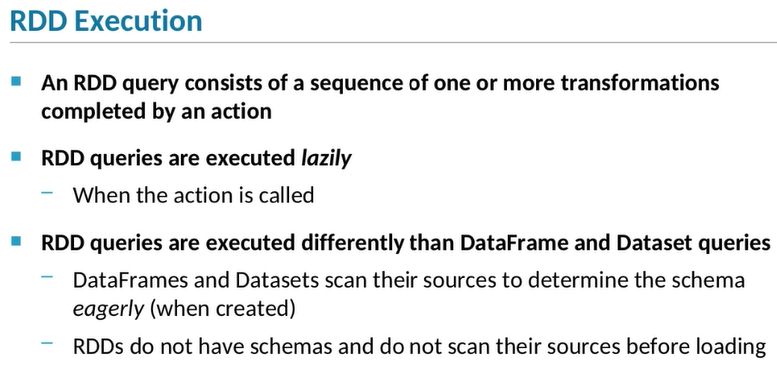 RDD Execution
An RDD query consists of a sequence of one or more transformations
completed by an action
RDD queries are executed lazily
– When the action is called
RDD queries are executed differently than DataFrame and Dataset queries
– DataFrames and Datasets scan their sources to determine the schema
eagerly (when created)
– RDDs do not have schemas and do not scan their sources before loading